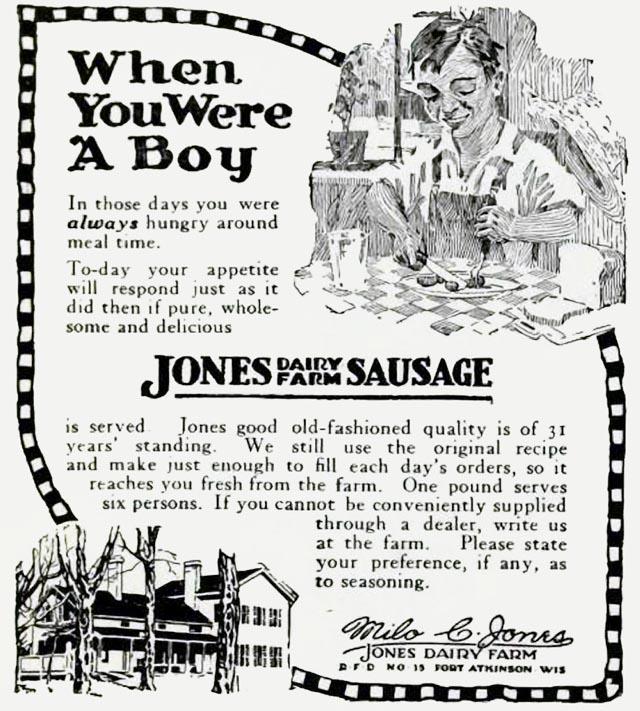 When
You Were
A Boy
In those days you were
always hungry around
meal time.
To-day your appetite
will respond just as it
did then if pure, whole-
some and delicious
JONES DAIRY FARM SAUSAGE
is served Jones good old-fashioned quality is of 31
years' standing. We still use the original recipe
and make just enough to fill each day's orders, so it
reaches you fresh from the farm. One pound serves
six persons. If you cannot be conveniently supplied
through a dealer, write us
at the farm. Please state
your preference, if any, as
to seasoning.
Milo C. Jones
JONES DAIRY FARM
R F D NO 15 FORT ATKINSON WIS